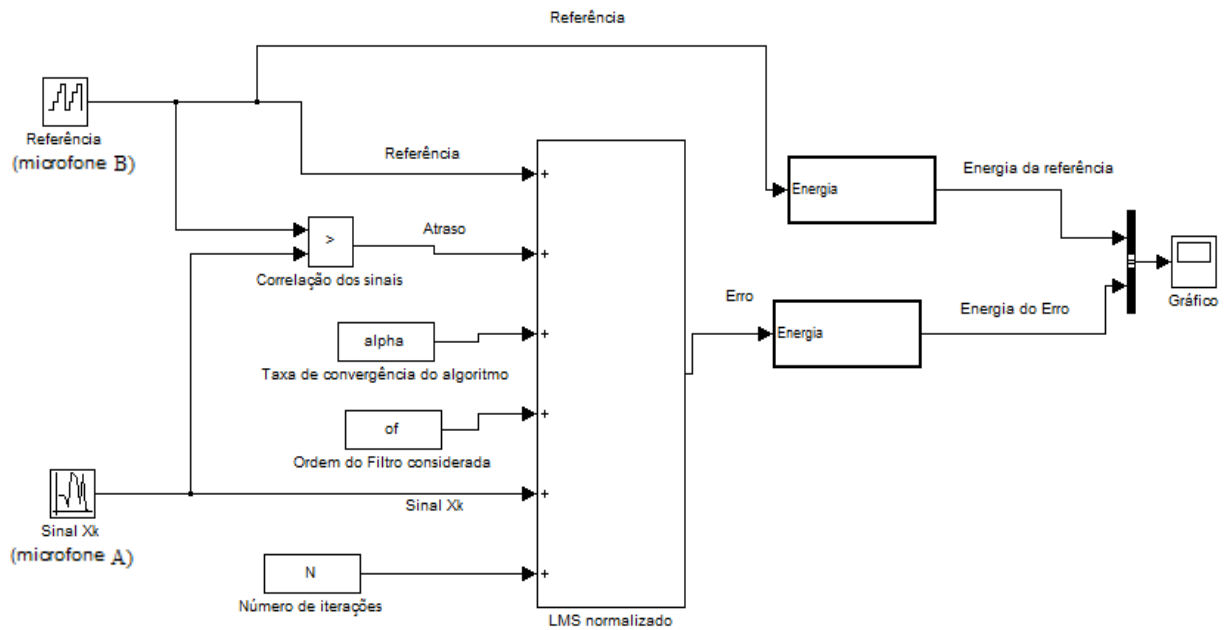 Referência
Referência
(microfone B)
Referência
Energia
Energia da referência
>
Atraso
Correlação dos sinais
Gráfico
Erro
Energia
Energia do Erro
alpha
Taxa de convergência do algoritmo
of
Ordem do Filtro considerada
Sinal Xk
Sinal Xk
(microfone A)
N
Número de iterações
+
+
+
+
+
+
LMS normalizado